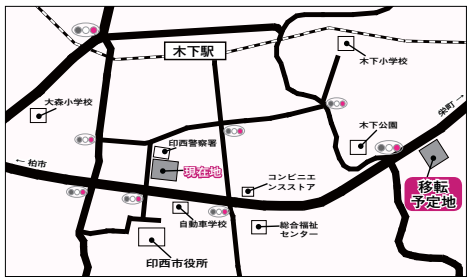 木下駅
木下小学校
大森小学校
栄町→
木下公園
印西警察署
←柏市
現在地
コンビニエ
ンスストア
移転
予定地
自動車学校
総合福祉
センター
印西市役所